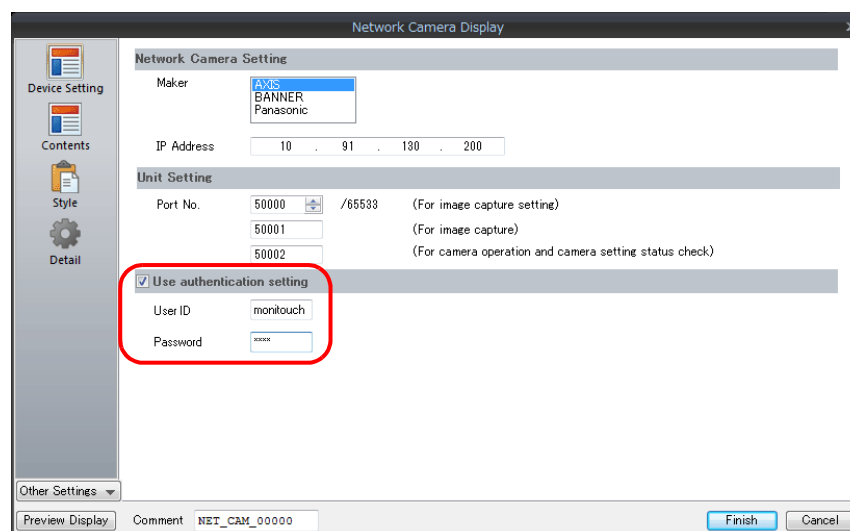 Network Camera Display
Device Setting
Contents
Style
Detail
Other Settings
Network Camera Setting
Maker
AXIS
BANNER
Panasonic
IP Address 10 . 91 . 130 . 200
Unit Setting
Port No. 50000 /65533 (For image capture setting)
50001 (For image capture)
50002 (For camera operation and camera setting status check)
Use authentication setting
User ID monitouch
Password ****
Preview Display Comment NET_CAM_00000 Finish Cancel